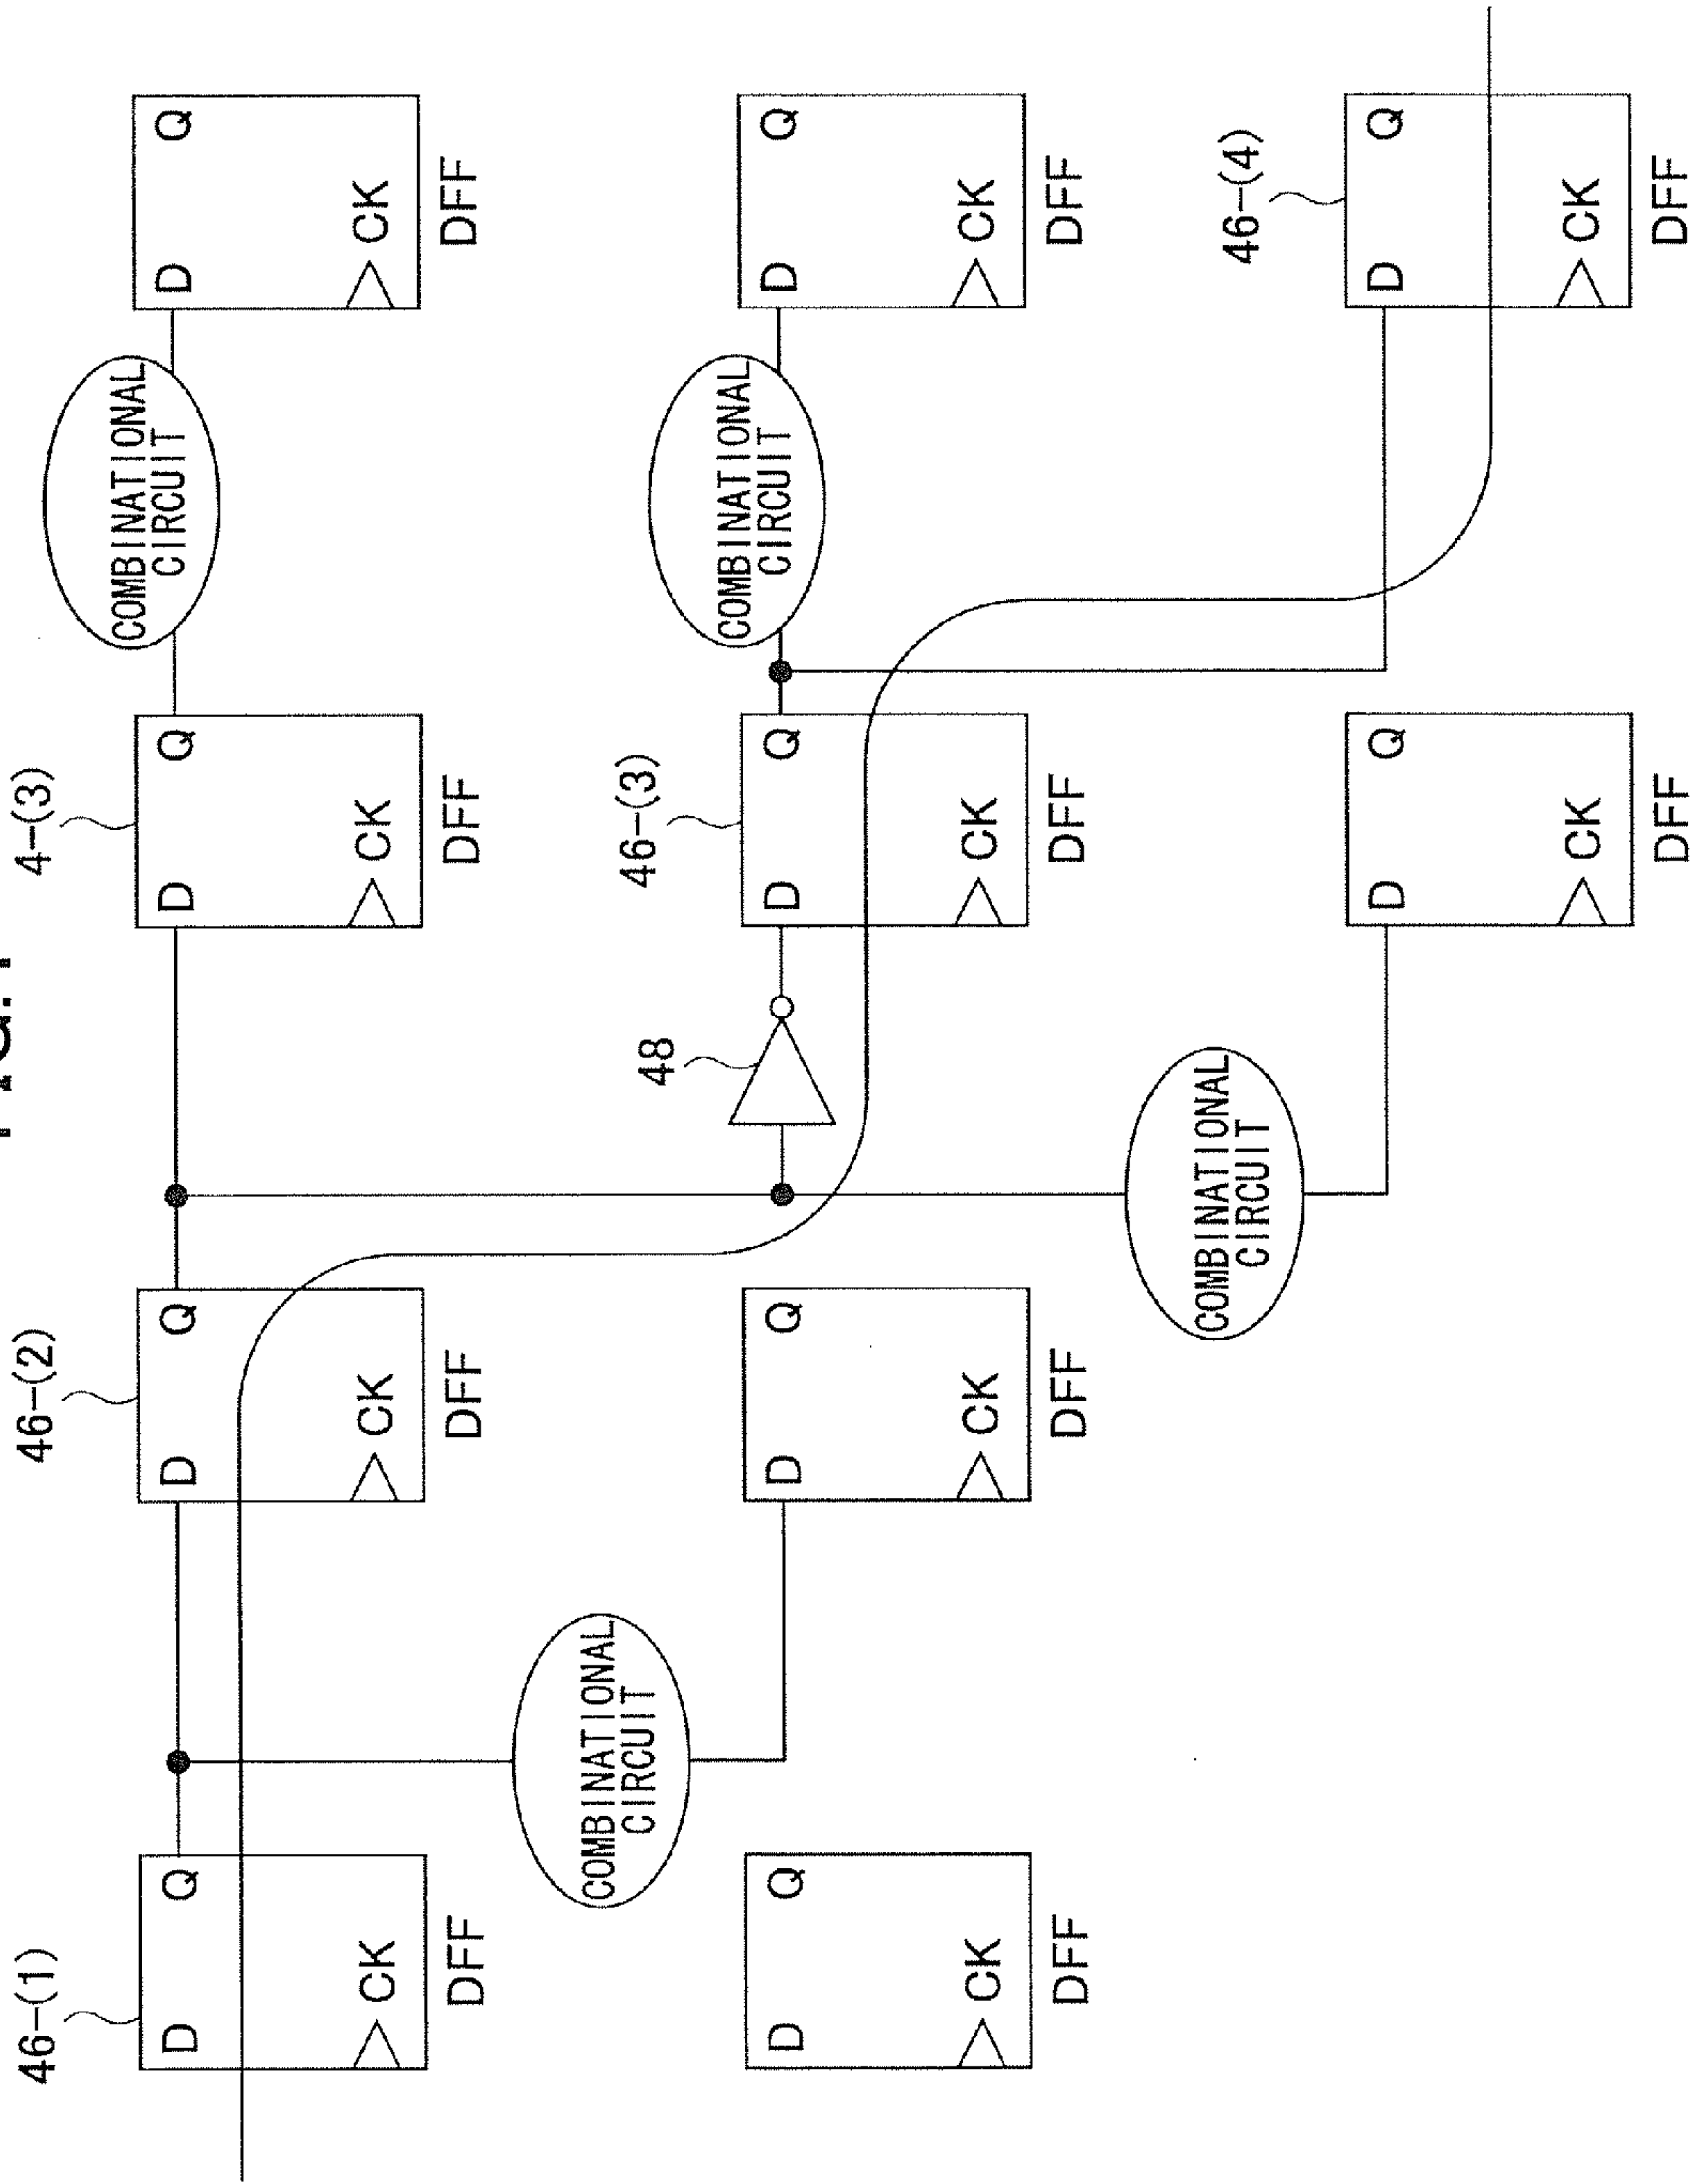 FIG.
46-(1)
46-(2)
4-(3)
COMBINATIONAL
CIRCUIT
D Q
D Q
D Q
D Q
CK
CK
CK
CK
DFF
DFF
DFF
DFF
COMBINATIONAL
CIRCUIT
48
46-(3)
COMBINATIONAL
CIRCUIT
D Q
D Q
D Q
D Q
CK
CK
CK
CK
DFF
DFF
DFF
DFF
COMBINATIONAL
CIRCUIT
46-(4)
D Q
D Q
CK
CK
DFF
DFF